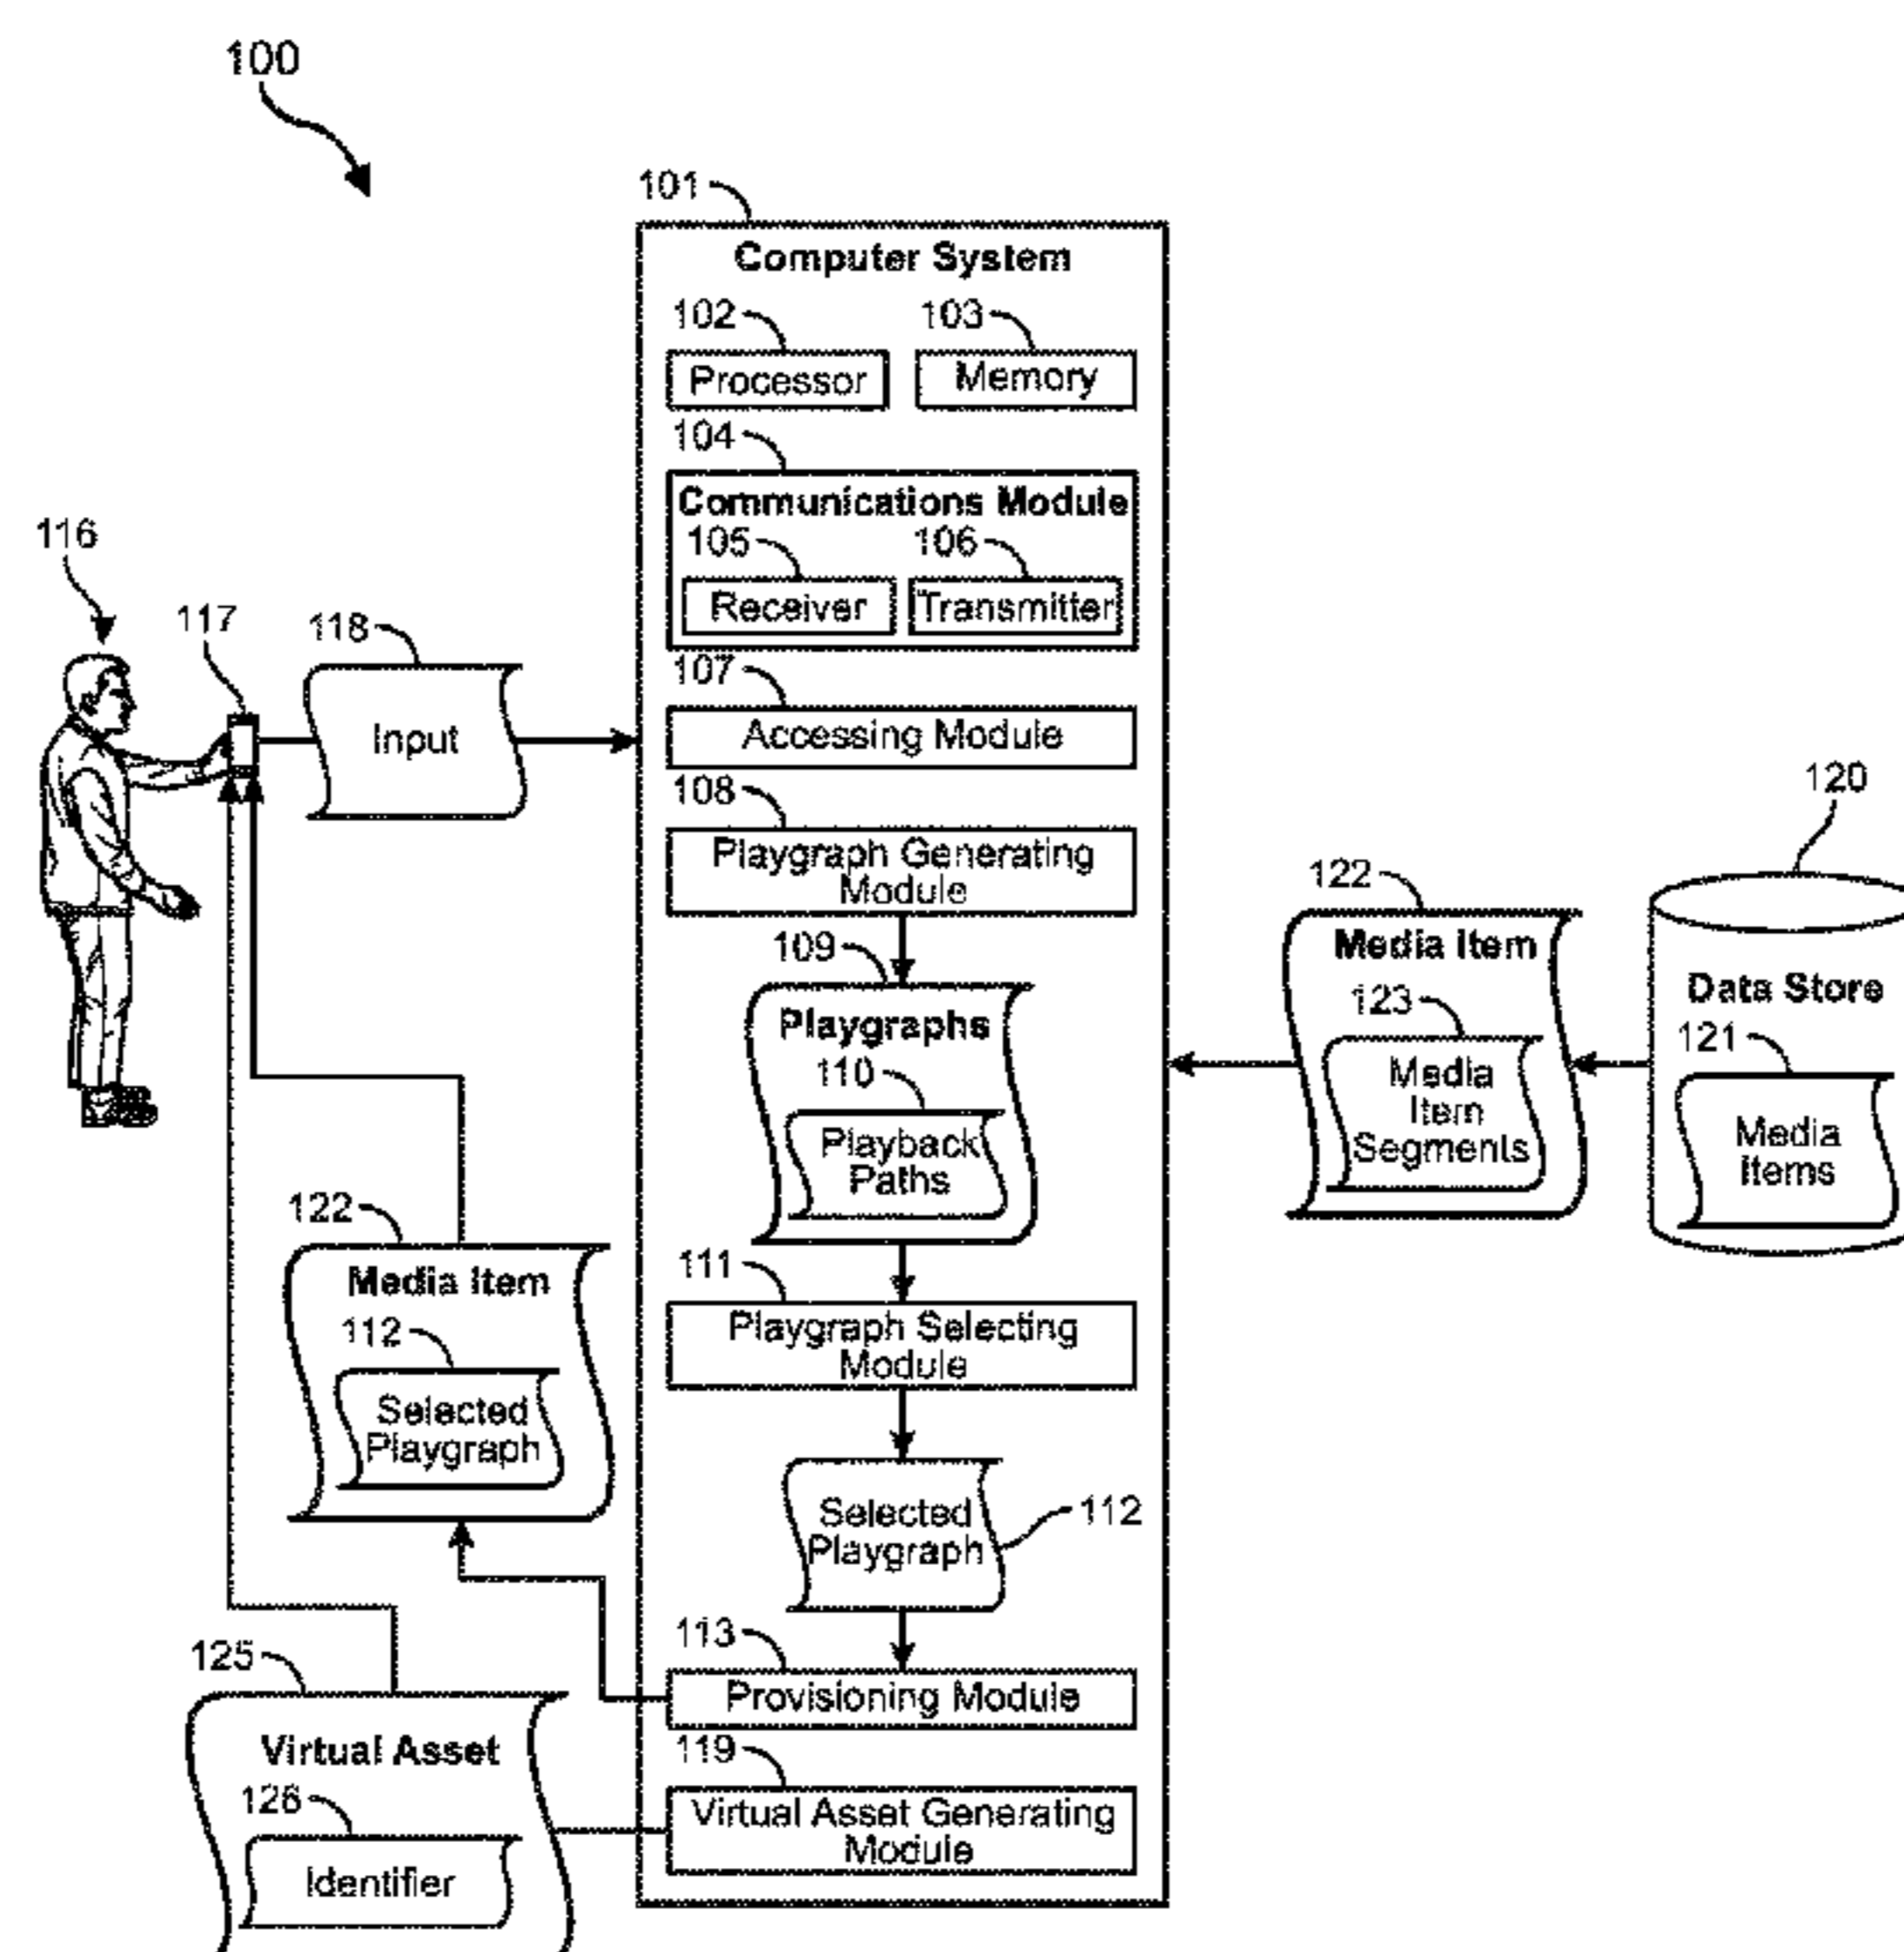 100
101
Computer System
102
103
Processor
Memory
104
Communications Module
105
106
Receiver
Transmitter
116
117
118
Input
107
Accessing Module
108
Playgraph Generating
Module
109
Playgraphs
110
Playback
Paths
120
122
Media Item
123
Media
Item
Segments
Data Store
121
Media
Items
122
Media Item
112
Selected
Playgraph
111
Playgraph Selecting
Module
Selected
Playgraph
112
113
Provisioning Module
125
Virtual Asset
126
Identifier
119
Virtual Asset Generating
Module